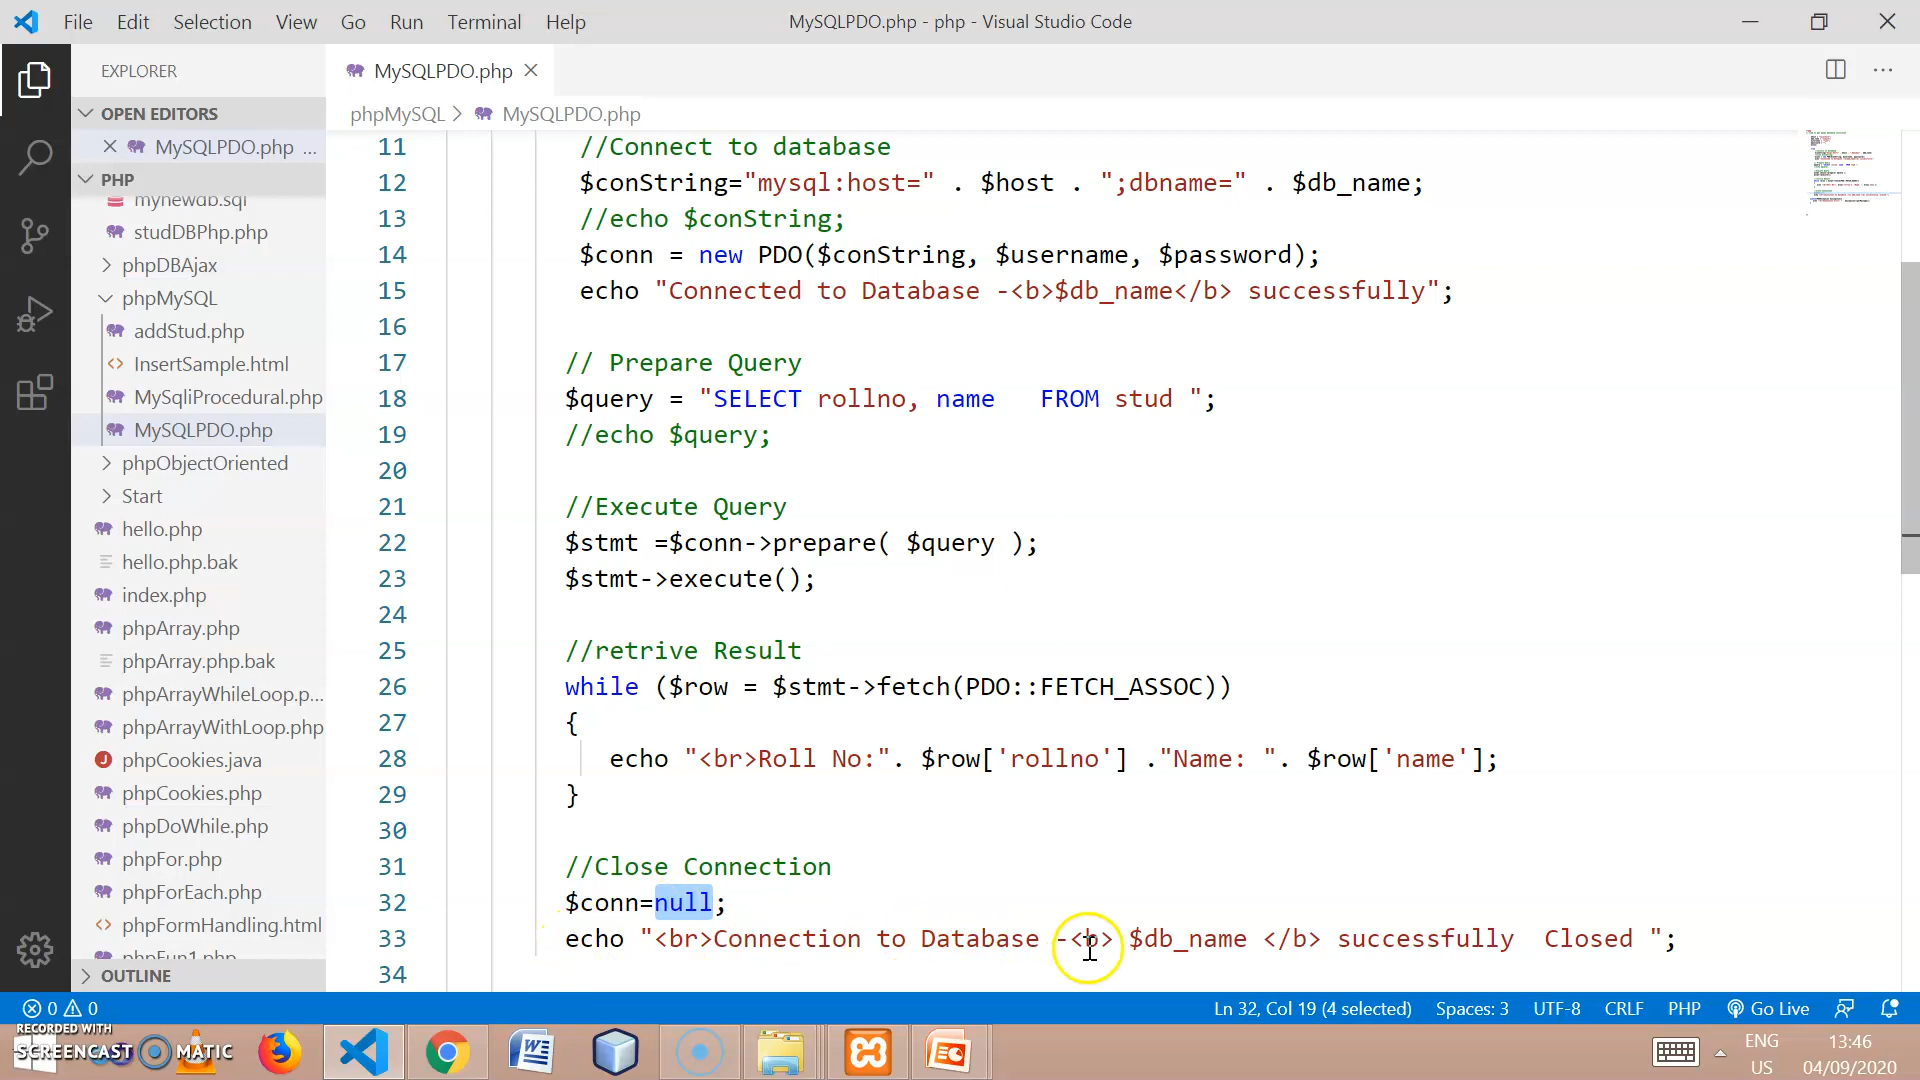 File Edit Selection View Go Run Terminal Help
MySQLPDO.php - php - Visual Studio Code
EXPLORER
OPEN EDITORS
MySQLPDO.php ...
PHP
mynewdb.sql
studDBPhp.php
phpDBAjax
phpMySQL
addStud.php
InsertSample.html
MySqliProcedural.php
MySQLPDO.php
phpObjectOriented
Start
hello.php
hello.php.bak
index.php
phpArray.php
phpArray.php.bak
phpArrayWhileLoop.p...
phpArrayWithLoop.php
phpCookies.java
phpCookies.php
phpDoWhile.php
phpFor.php
phpForEach.php
phpFormHandling.html
phpFun1.php
OUTLINE
MySQLPDO.php
phpMySQL > MySQLPDO.php
11 //Connect to database
12 $conString="mysql:host=" . $host . ";dbname=" . $db_name;
13 //echo $conString;
14 $conn = new PDO($conString, $username, $password);
15 echo "Connected to Database -<b>$db_name</b> successfully";
16
17 // Prepare Query
18 $query = "SELECT rollno, name   FROM stud ";
19 //echo $query;
20
21 //Execute Query
22 $stmt =$conn->prepare( $query );
23 $stmt->execute();
24
25 //retrive Result
26 while ($row = $stmt->fetch(PDO::FETCH_ASSOC))
27 {
28 echo "<br>Roll No:". $row['rollno'] ."Name: ". $row['name'];
29 }
30
31 //Close Connection
32 $conn=null;
33 echo "<br>Connection to Database -<b> $db_name </b> successfully  Closed ";
34
0 0
Ln 32, Col 19 (4 selected) Spaces: 3 UTF-8 CRLF PHP Go Live
RECORDED WITH
SCREENCAST MATIC
ENG 13:46
US 04/09/2020